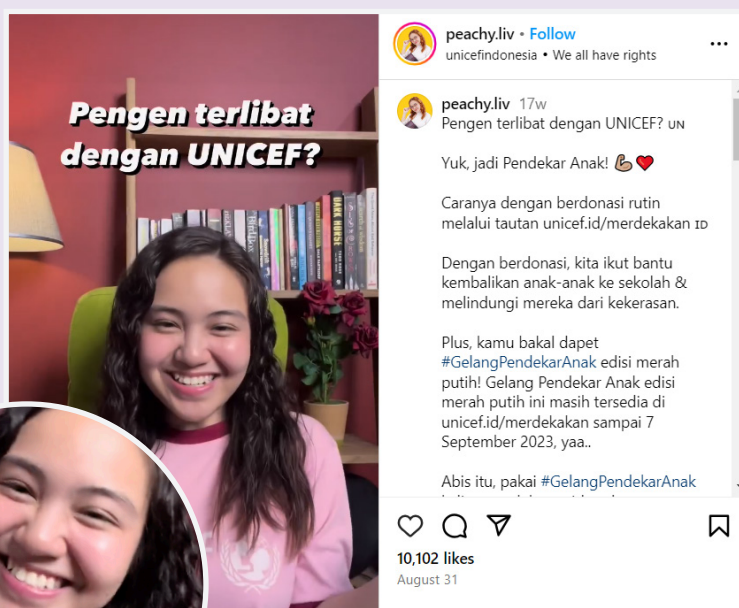 Pengen terlibat
dengan UNICEF?
DARK HORSE
peachy.liv • Follow
unicefindonesia • We all have rights
peachy.liv 17w
Pengen terlibat dengan UNICEF? UN
Yuk, jadi Pendekar Anak! 💪🏽❤️
Caranya dengan berdonasi rutin
melalui tautan unicef.id/merdekakan ID
Dengan berdonasi, kita ikut bantu
kembalikan anak-anak ke sekolah &
melindungi mereka dari kekerasan.
Plus, kamu bakal dapet
#GelangPendekarAnak edisi merah
putih! Gelang Pendekar Anak edisi
merah putih ini masih tersedia di
unicef.id/merdekakan sampai 7
September 2023, yaa..
Abis itu, pakai #GelangPendekarAnak
10,102 likes
August 31